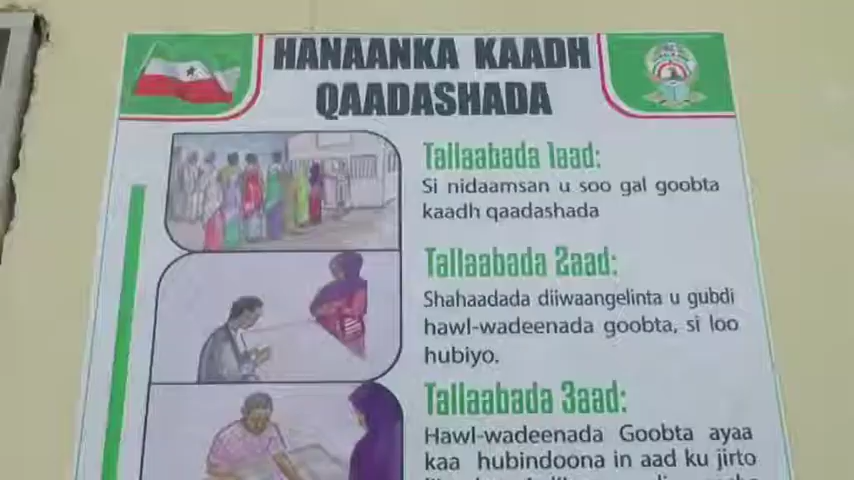 HANAANKA KAADH
QAADASHADA
Tallaabada 1aad:
Si nidaamsan u soo gal goobta
kaadh qaadashada
Tallaabada 2aad:
Shahaadada diiwaangelinta u gubdi
hawl-wadeenada goobta, si loo
hubiyo.
Tallaabada 3aad:
Hawl-wadeenada Goobta ayaa
kaa hubindoona in aad ku jirto